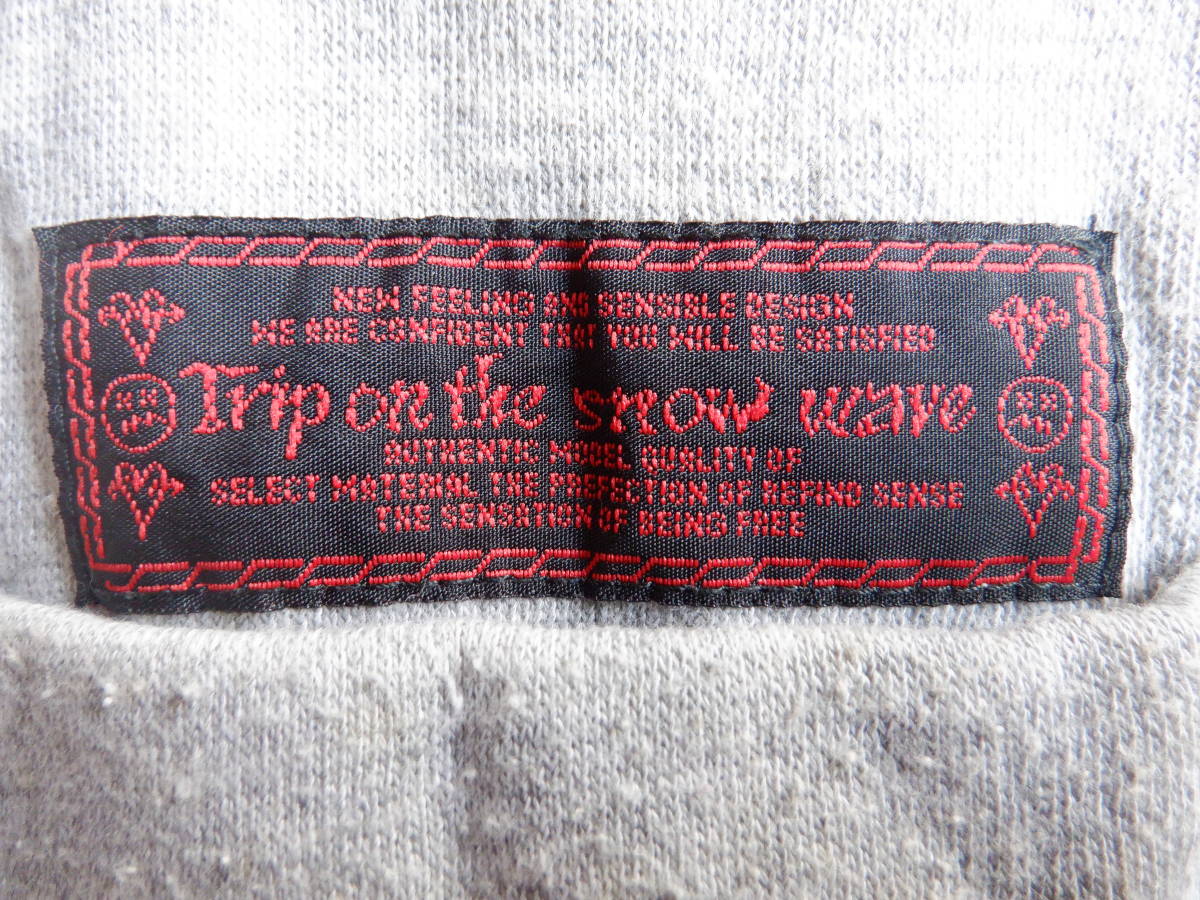 NEW FEELING AND SENSIBLE DESIGN
WE ARE CONFIDENT THAT YOU WILL BE SATISFIED
Trip on the snow wave
AUTHENTIC MODEL QUALITY OF
SELECT MATERIAL THE PERFECTION OF REFIND SENSE
THE SENSATION OF BEING FREE